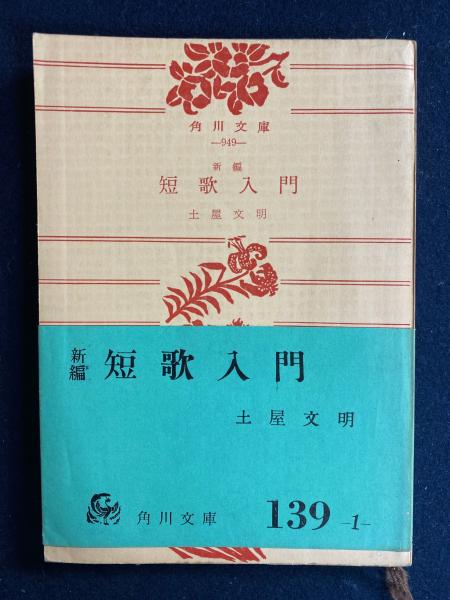 角川文庫
—949—
新編
短歌入門
土屋文明
新編 短歌入門
土屋文明
角川文庫 139 -1-